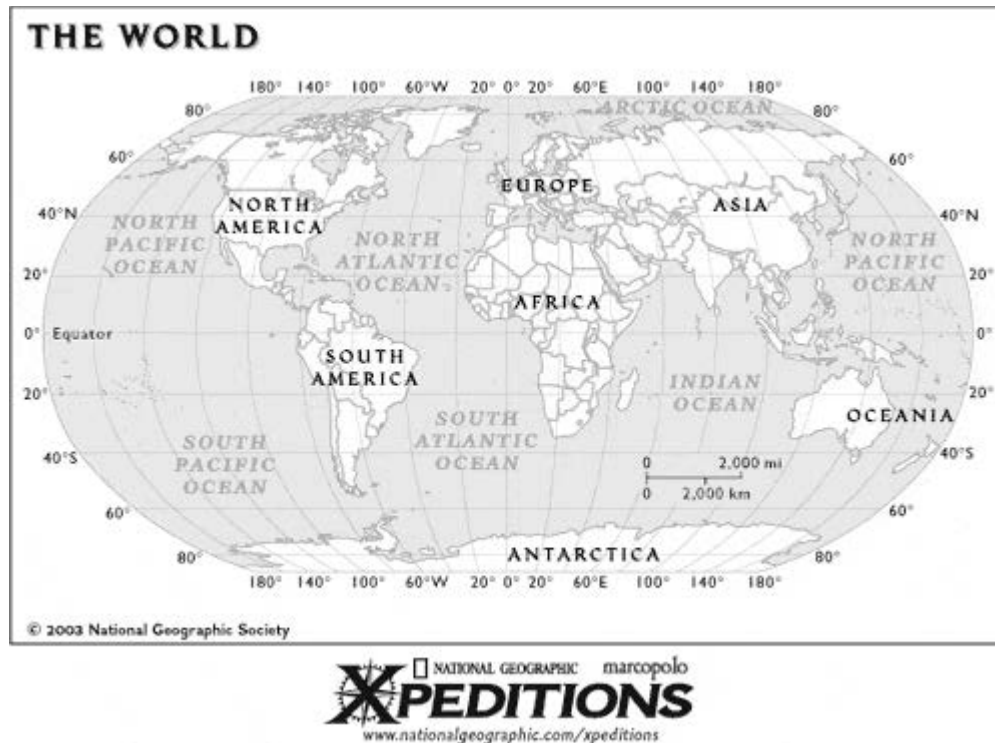 THE WORLD
180° 140° 100° 60°W 20° 0° 20° 60°E 100° 140° 180°
ARCTIC OCEAN
80° 80°
60° 60°
EUROPE
ASIA
40°N 40°
NORTH
AMERICA
NORTH
PACIFIC
OCEAN
NORTH
ATLANTIC
OCEAN
NORTH
PACIFIC
OCEAN
20° 20°
AFRICA
0° Equator 0°
SOUTH
AMERICA
INDIAN
OCEAN
20° 20°
OCEANIA
SOUTH
ATLANTIC
OCEAN
SOUTH
PACIFIC
OCEAN
40°S 40°S
0 2,000 mi
0 2,000 km
60° 60°
ANTARCTICA
80° 80°
180° 140° 100° 60°W 20° 0° 20° 60°E 100° 140° 180°
© 2003 National Geographic Society
NATIONAL GEOGRAPHIC marcopolo
XPEDITIONS
www.nationalgeographic.com/xpeditions